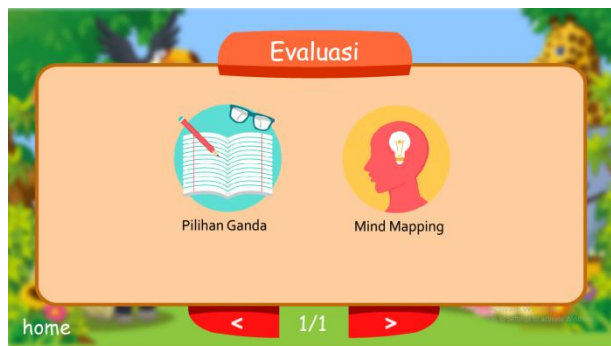 Evaluasi
Pilihan Ganda
Mind Mapping
home
< 1/1 >